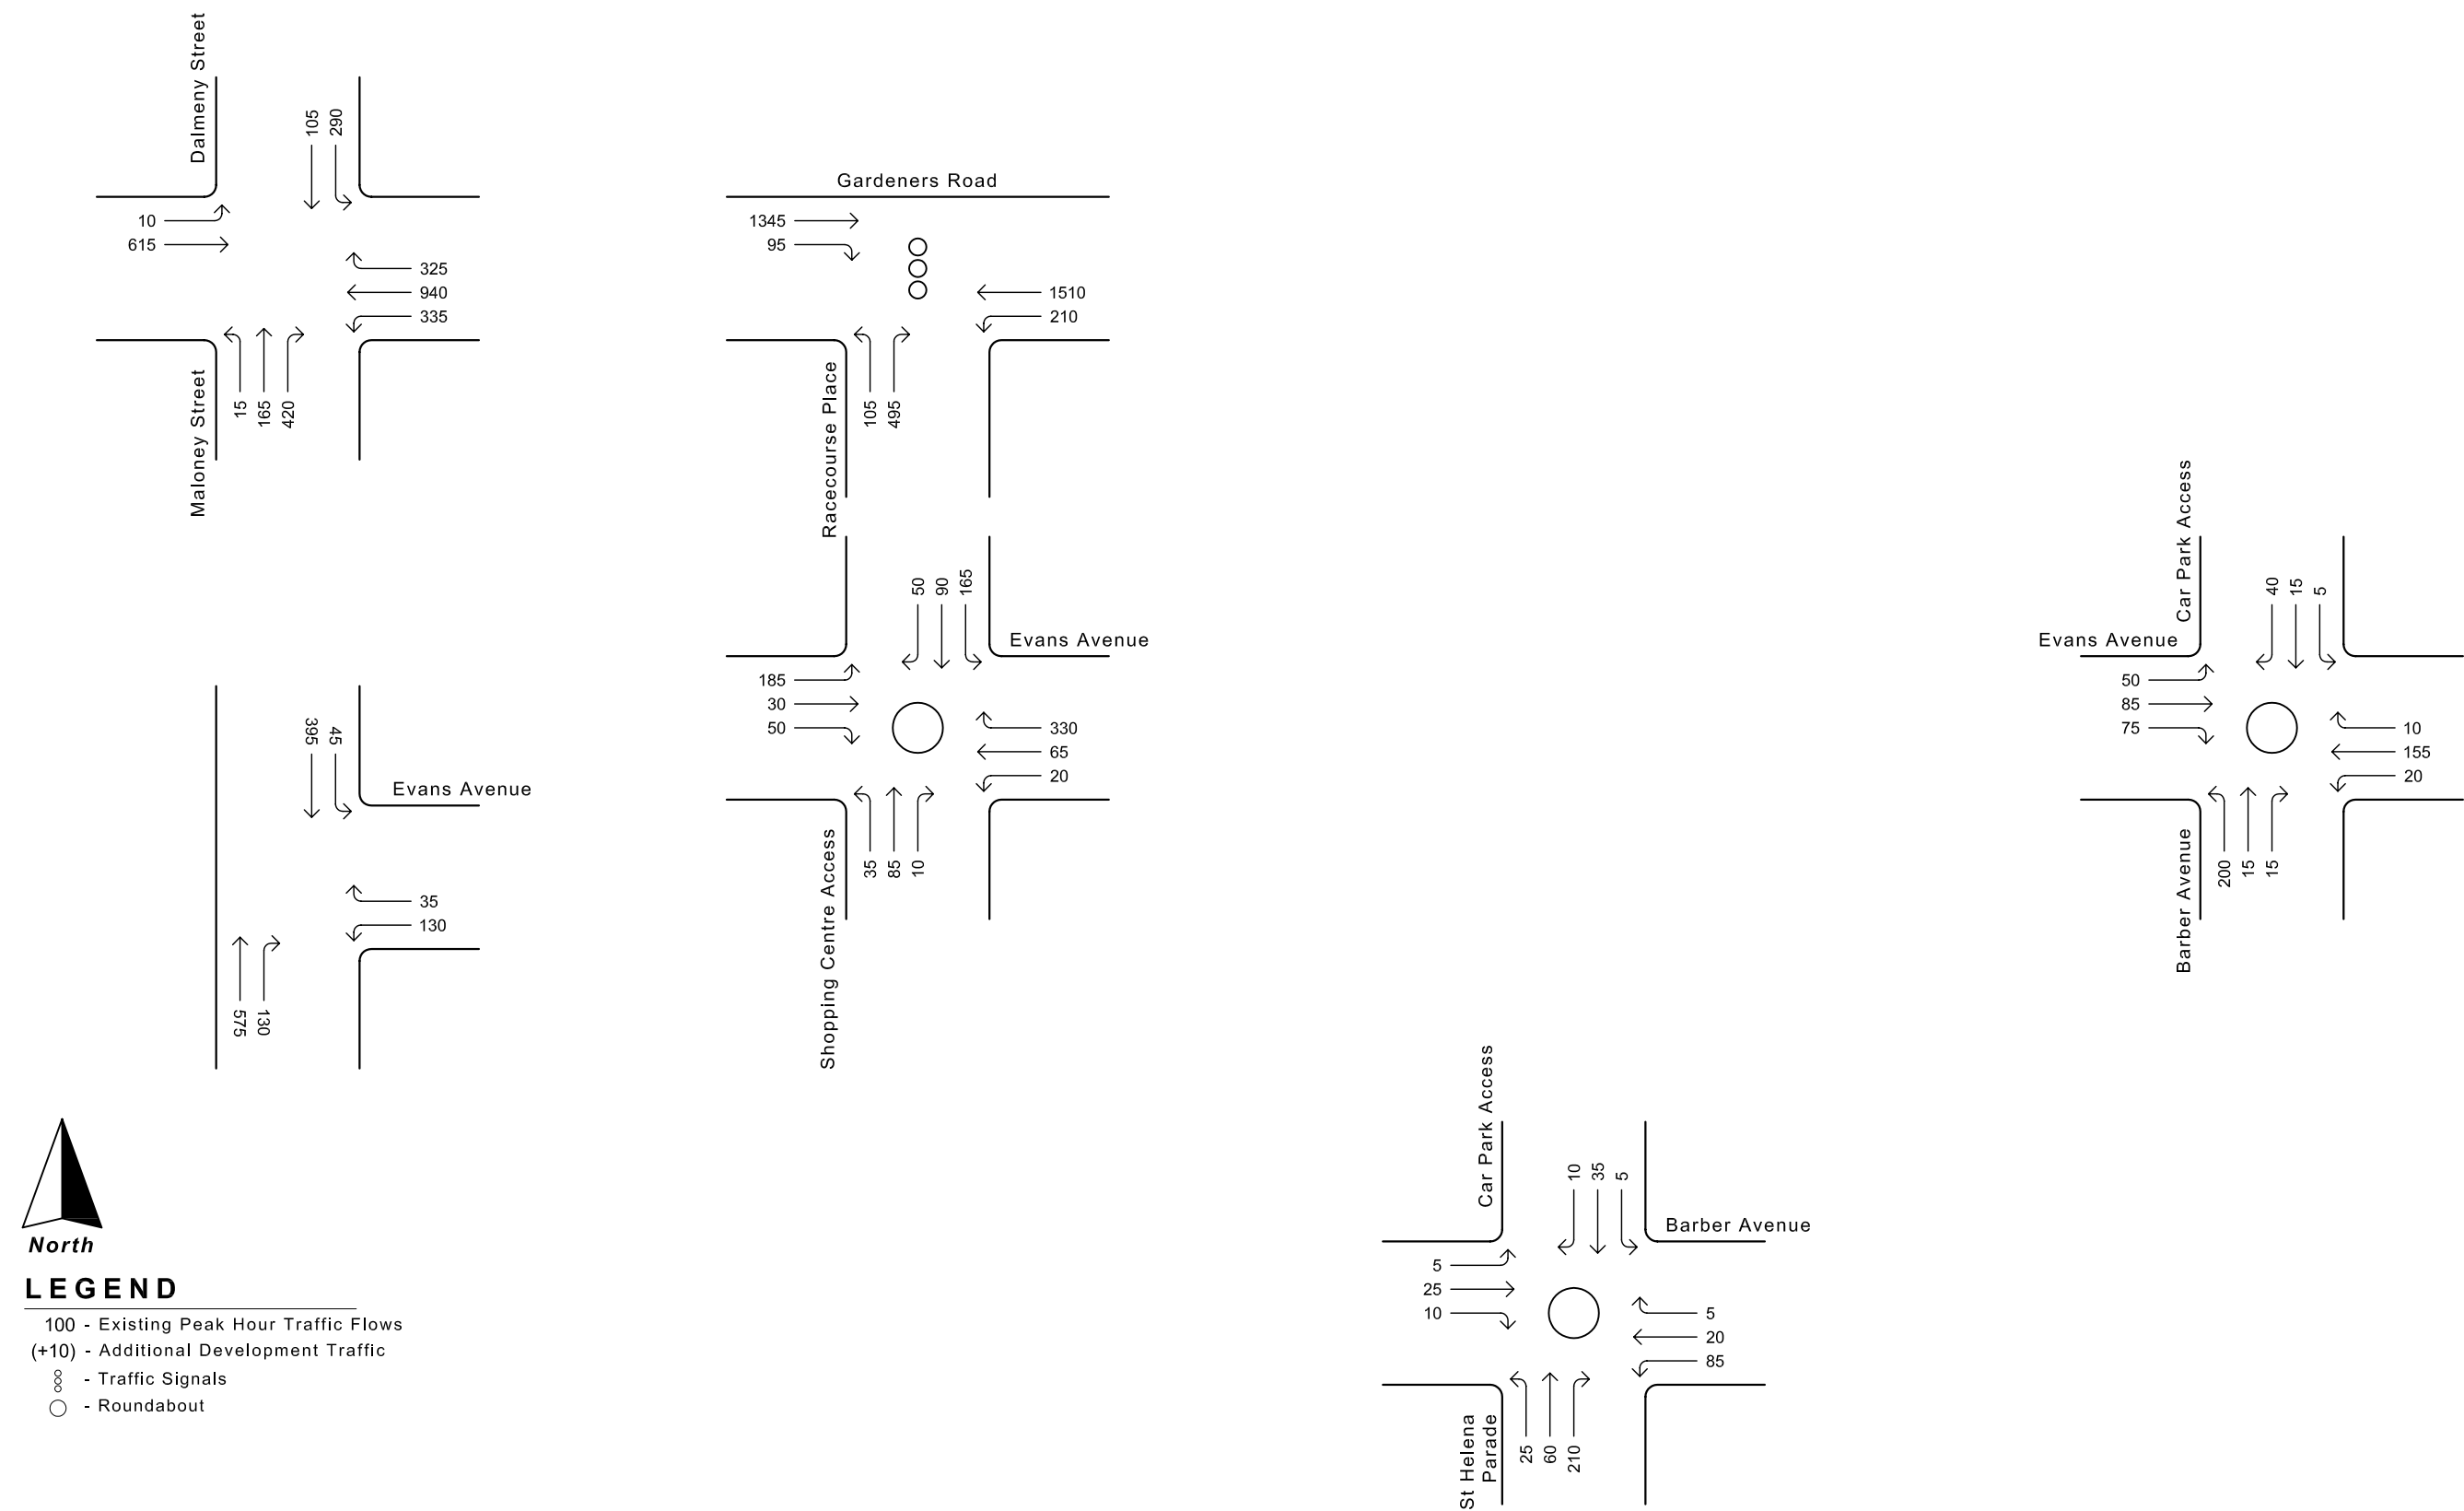 Dalmeny Street
105
290
10
615
325
940
335
15
165
420
Maloney Street
Gardeners Road
1345
95
1510
210
105
495
Racecourse Place
50
90
165
Evans Avenue
185
30
50
330
65
20
35
85
10
Shopping Centre Access
Car Park Access
40
15
5
Evans Avenue
50
85
75
10
155
20
200
15
15
Barber Avenue
395
45
Evans Avenue
35
130
575
130
Car Park Access
10
35
5
Barber Avenue
5
25
10
5
20
85
25
60
210
St Helena
Parade
North
LEGEND
100 - Existing Peak Hour Traffic Flows
(+10) - Additional Development Traffic
- Traffic Signals
- Roundabout